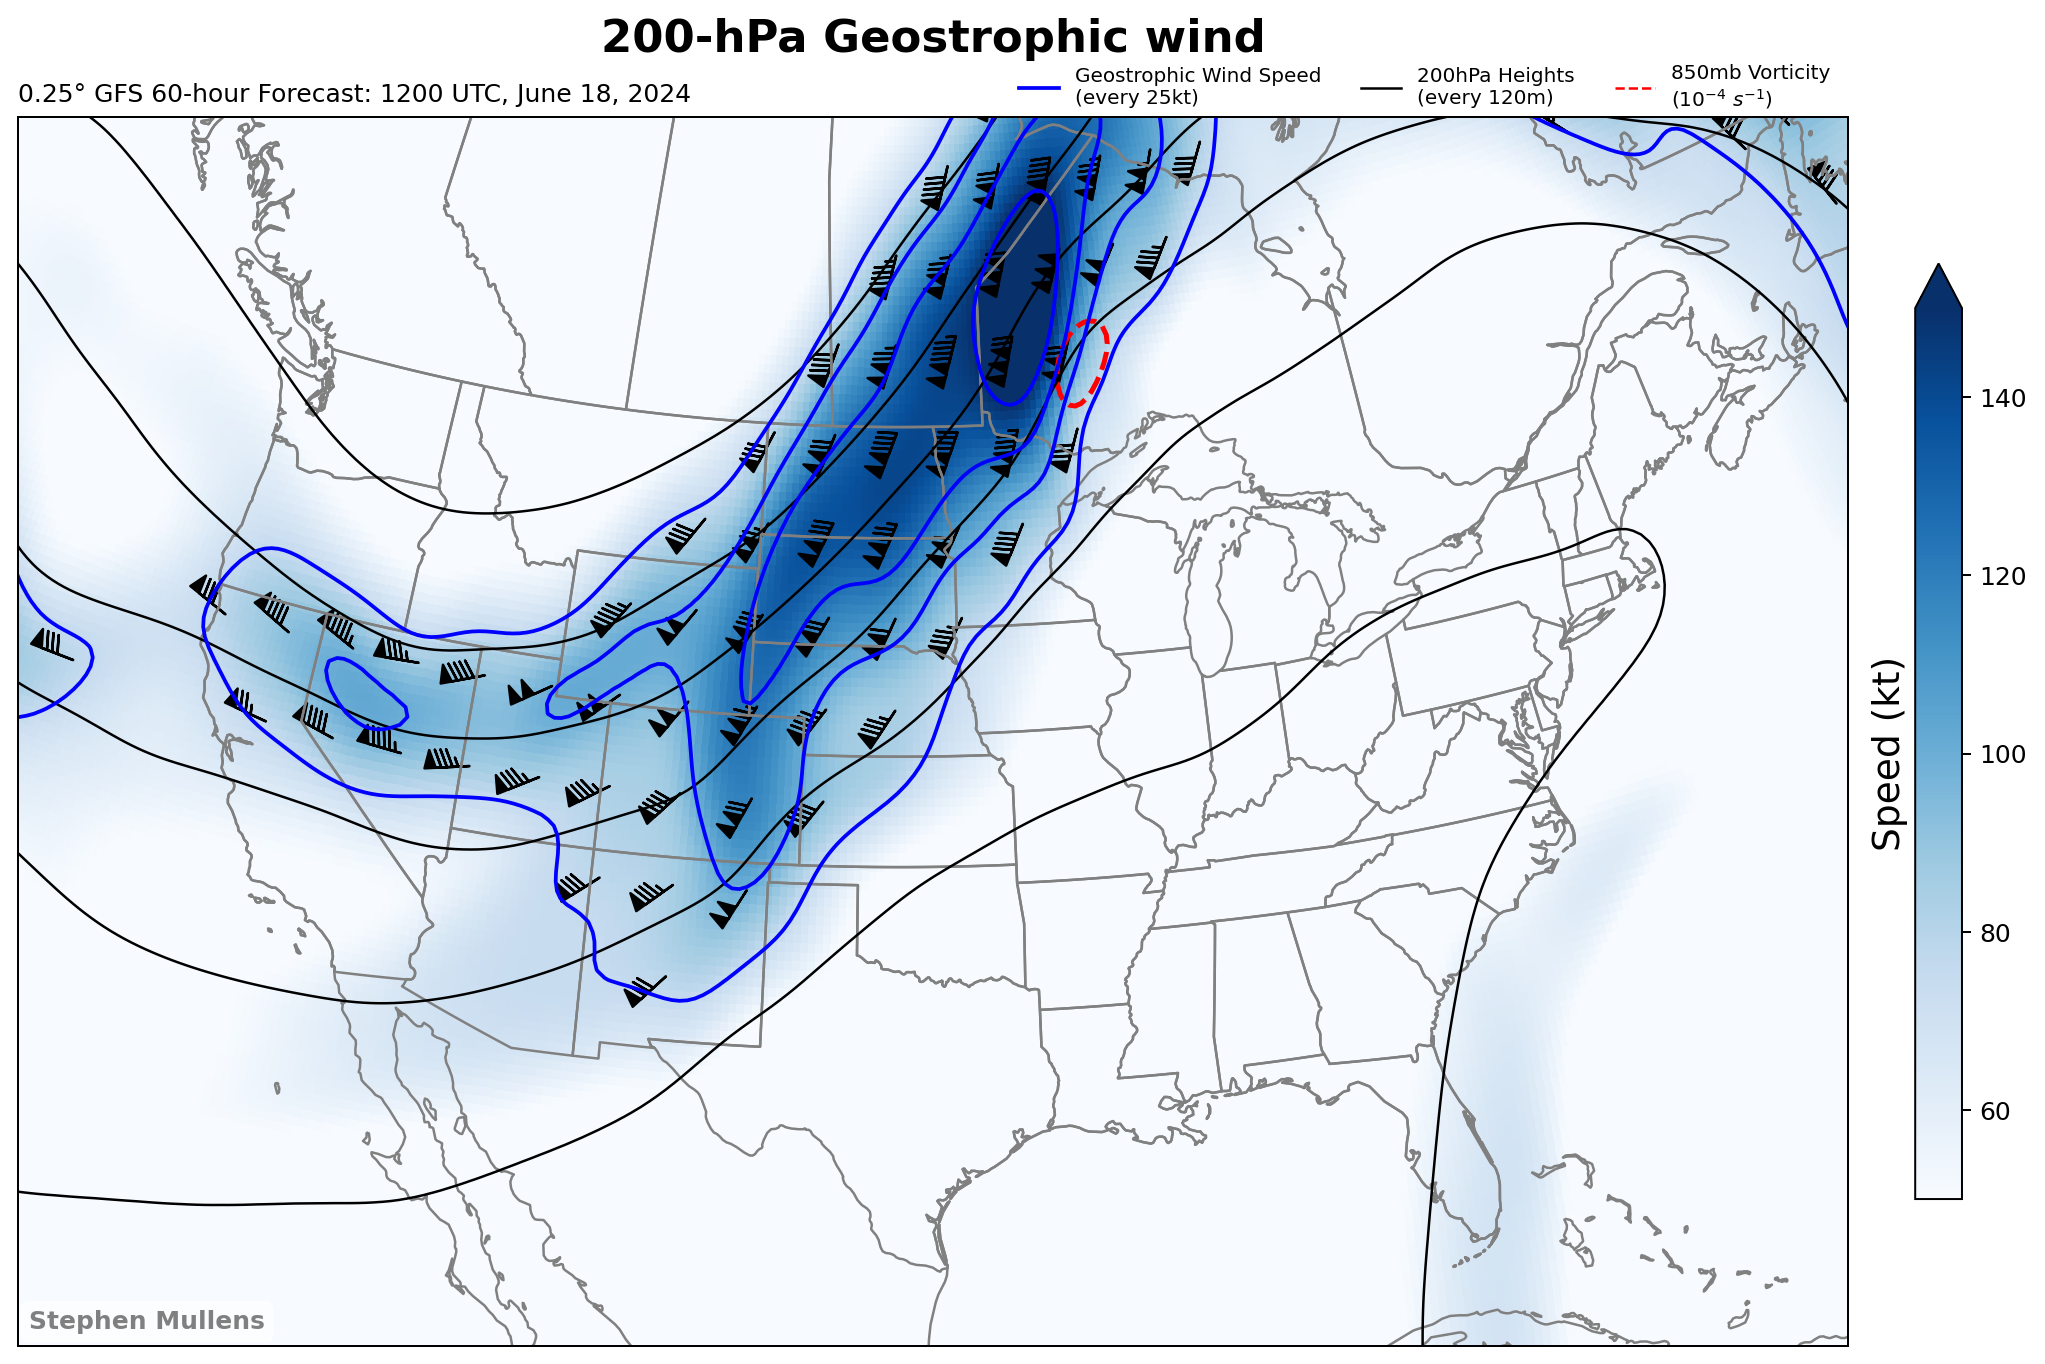 200-hPa Geostrophic wind
0.25° GFS 60-hour Forecast: 1200 UTC, June 18, 2024
Geostrophic Wind Speed
(every 25kt)
200hPa Heights
(every 120m)
850mb Vorticity
(10⁻⁴ s⁻¹)
140
120
100
80
60
Speed (kt)
Stephen Mullens